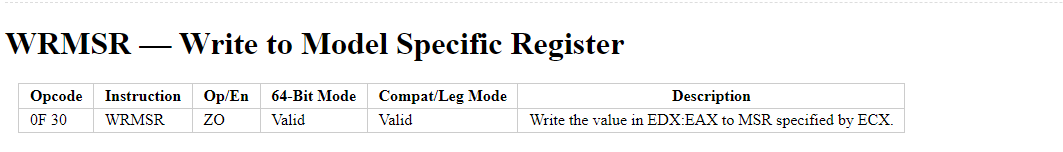 WRMSR — Write to Model Specific Register
Opcode Instruction Op/En 64-Bit Mode Compat/Leg Mode Description
0F 30 WRMSR ZO Valid Valid Write the value in EDX:EAX to MSR specified by ECX.